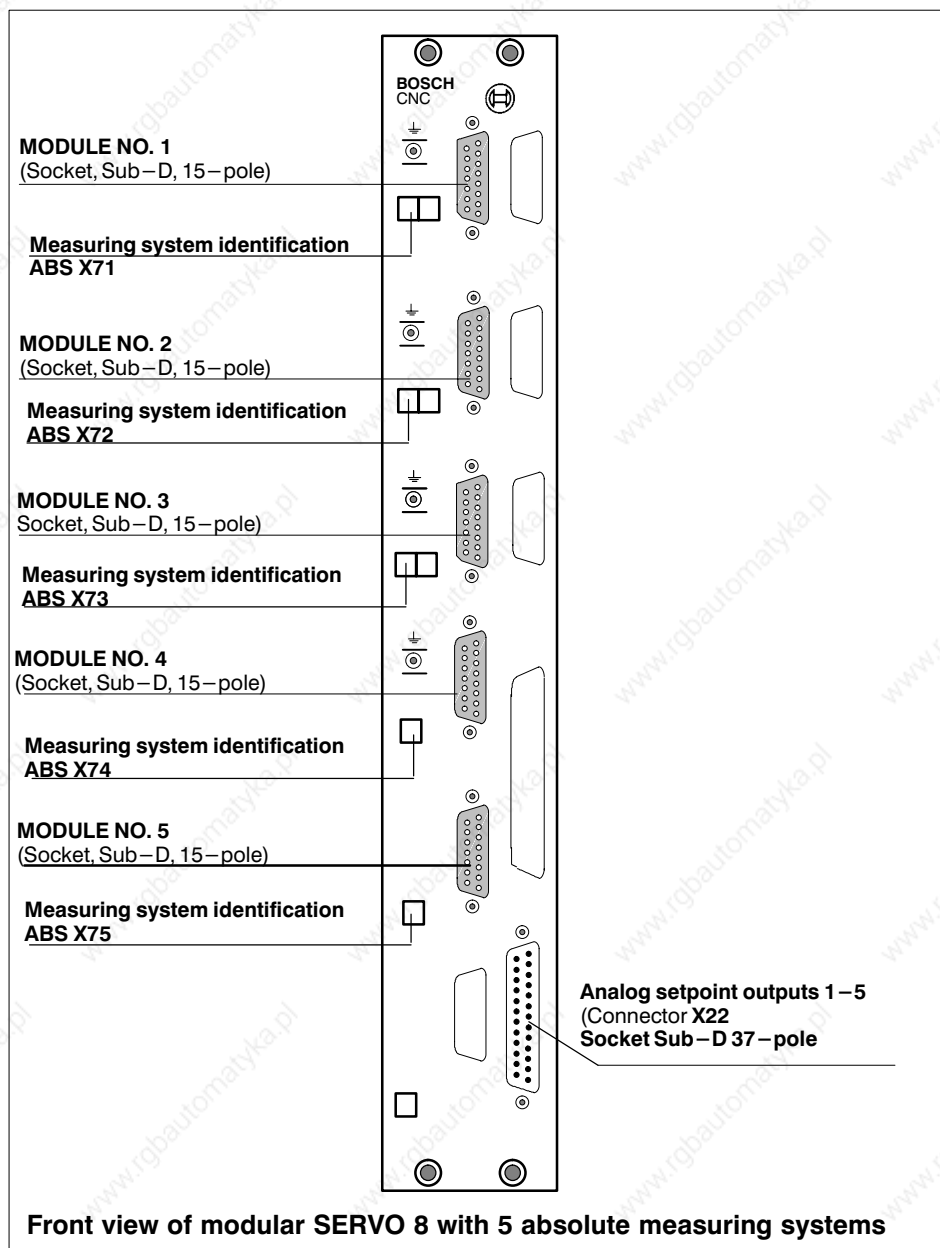 BOSCH
CNC
MODULE NO. 1
(Socket, Sub–D, 15–pole)
Measuring system identification
ABS X71
MODULE NO. 2
(Socket, Sub–D, 15–pole)
Measuring system identification
ABS X72
MODULE NO. 3
Socket, Sub–D, 15–pole)
Measuring system identification
ABS X73
MODULE NO. 4
(Socket, Sub–D, 15–pole)
Measuring system identification
ABS X74
MODULE NO. 5
(Socket, Sub–D, 15–pole)
Measuring system identification
ABS X75
Analog setpoint outputs 1–5
(Connector X22
Socket Sub–D 37–pole
Front view of modular SERVO 8 with 5 absolute measuring systems
www.rgbautomatyka.pl